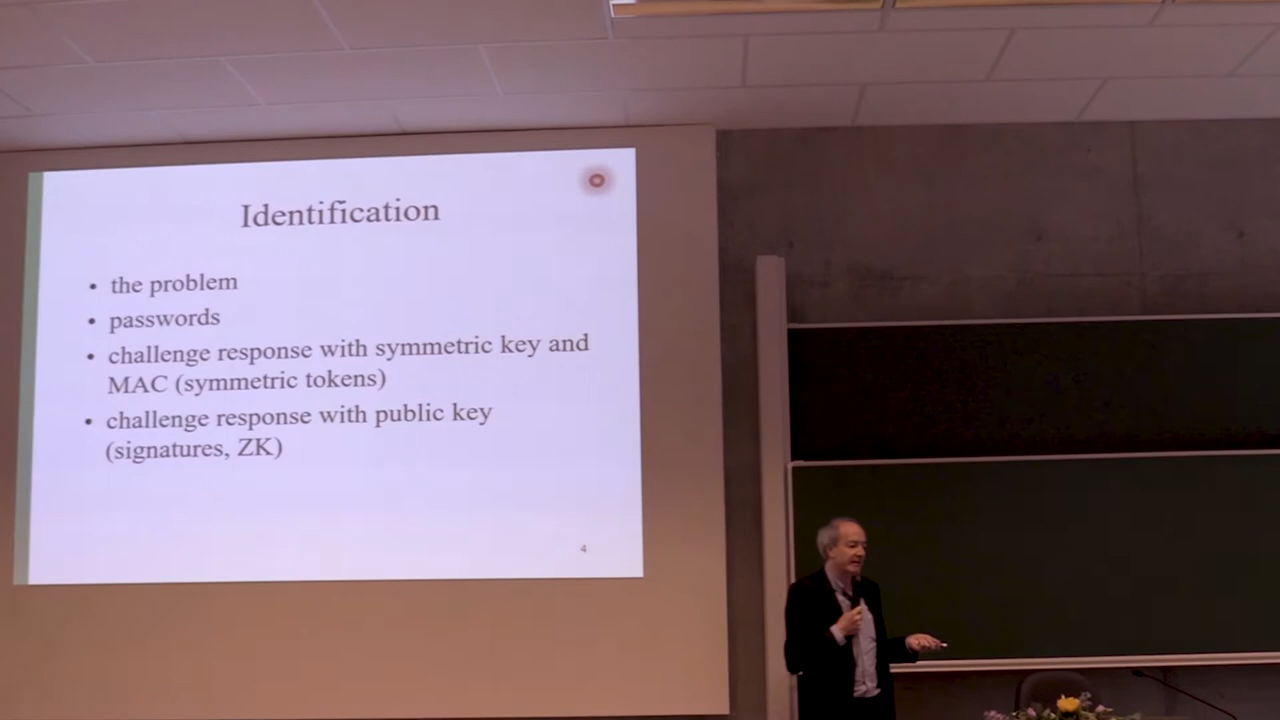 Identification
• the problem
• passwords
• challenge response with symmetric key and
MAC (symmetric tokens)
• challenge response with public key
(signatures, ZK)
4